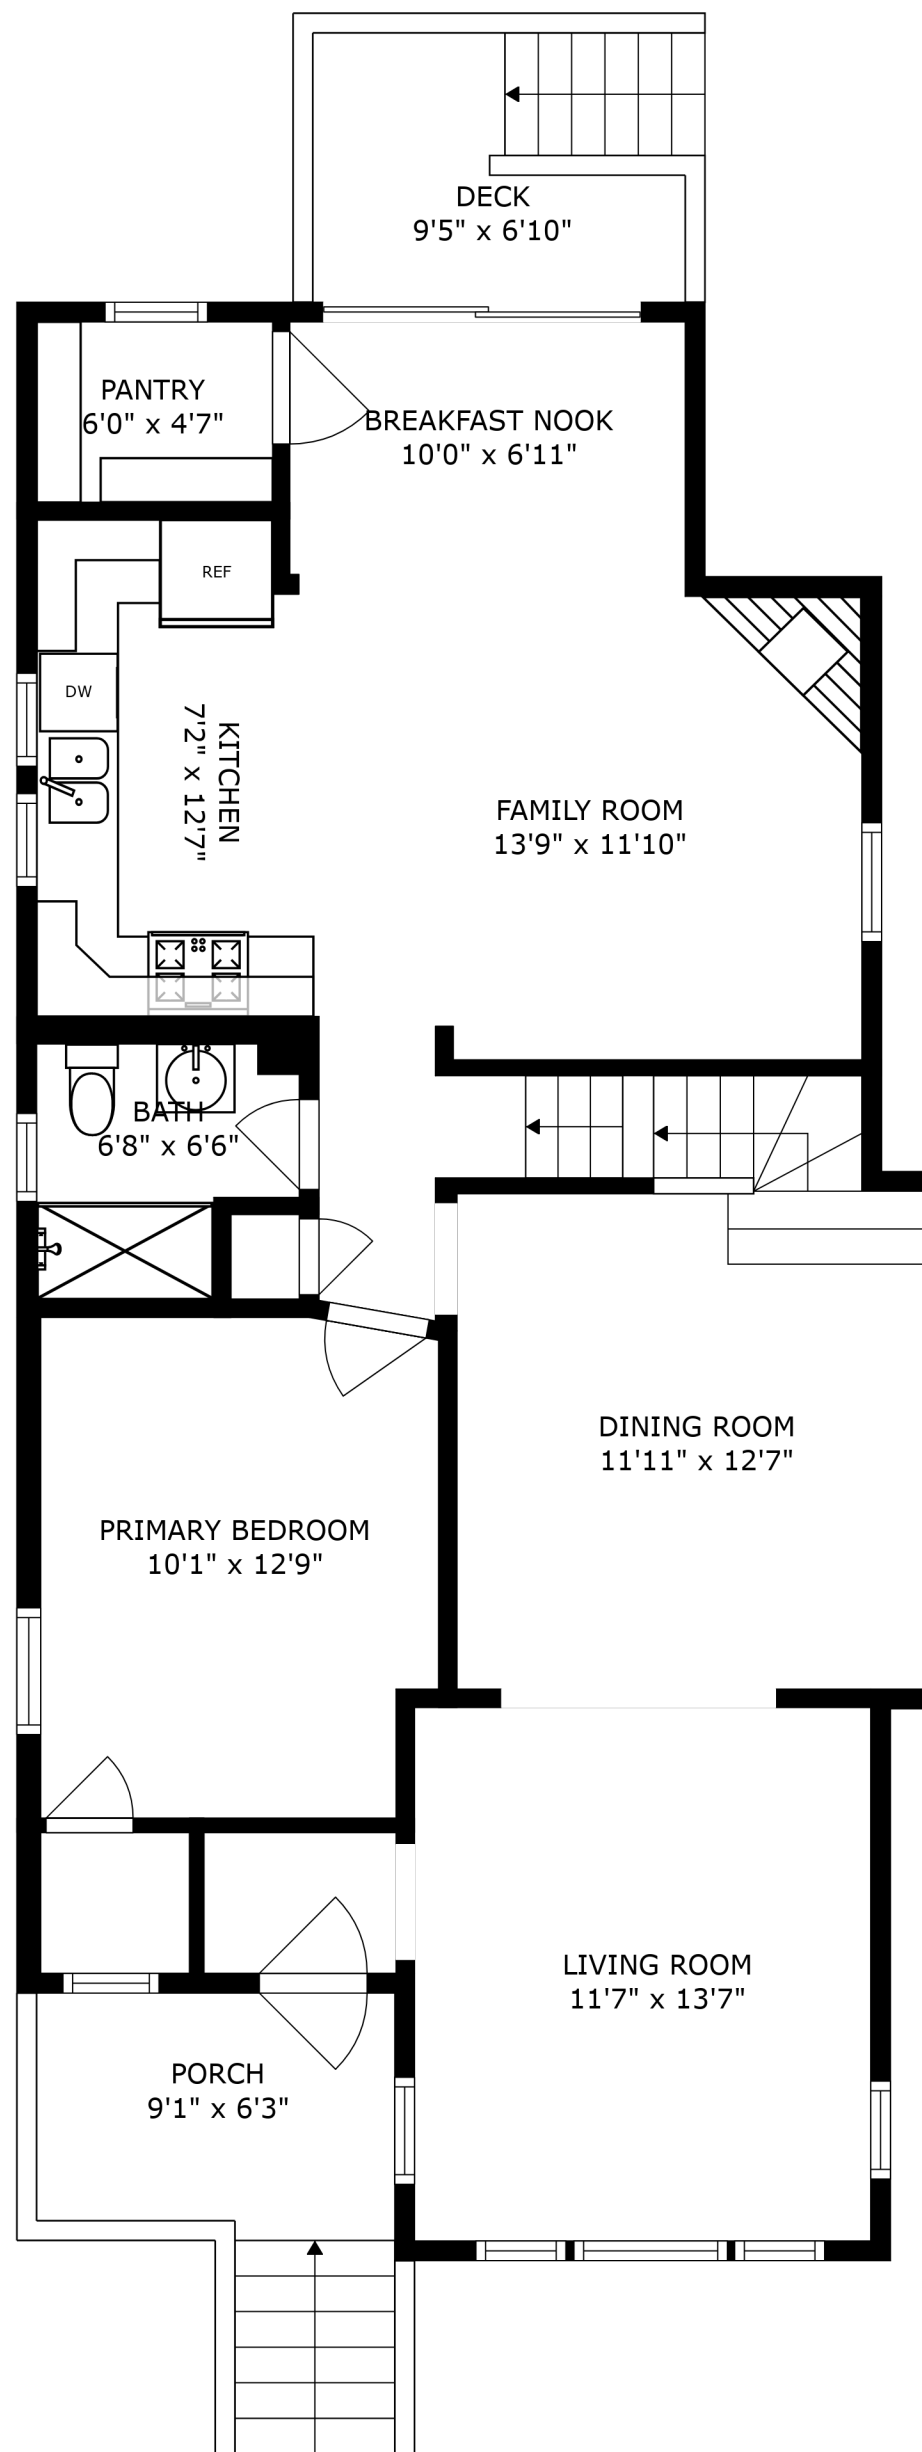 DECK
9'5" x 6'10"
PANTRY
6'0" x 4'7"
BREAKFAST NOOK
10'0" x 6'11"
REF
DW
KITCHEN
7'2" x 12'7"
FAMILY ROOM
13'9" x 11'10"
BATH
6'8" x 6'6"
DINING ROOM
11'11" x 12'7"
PRIMARY BEDROOM
10'1" x 12'9"
LIVING ROOM
11'7" x 13'7"
PORCH
9'1" x 6'3"